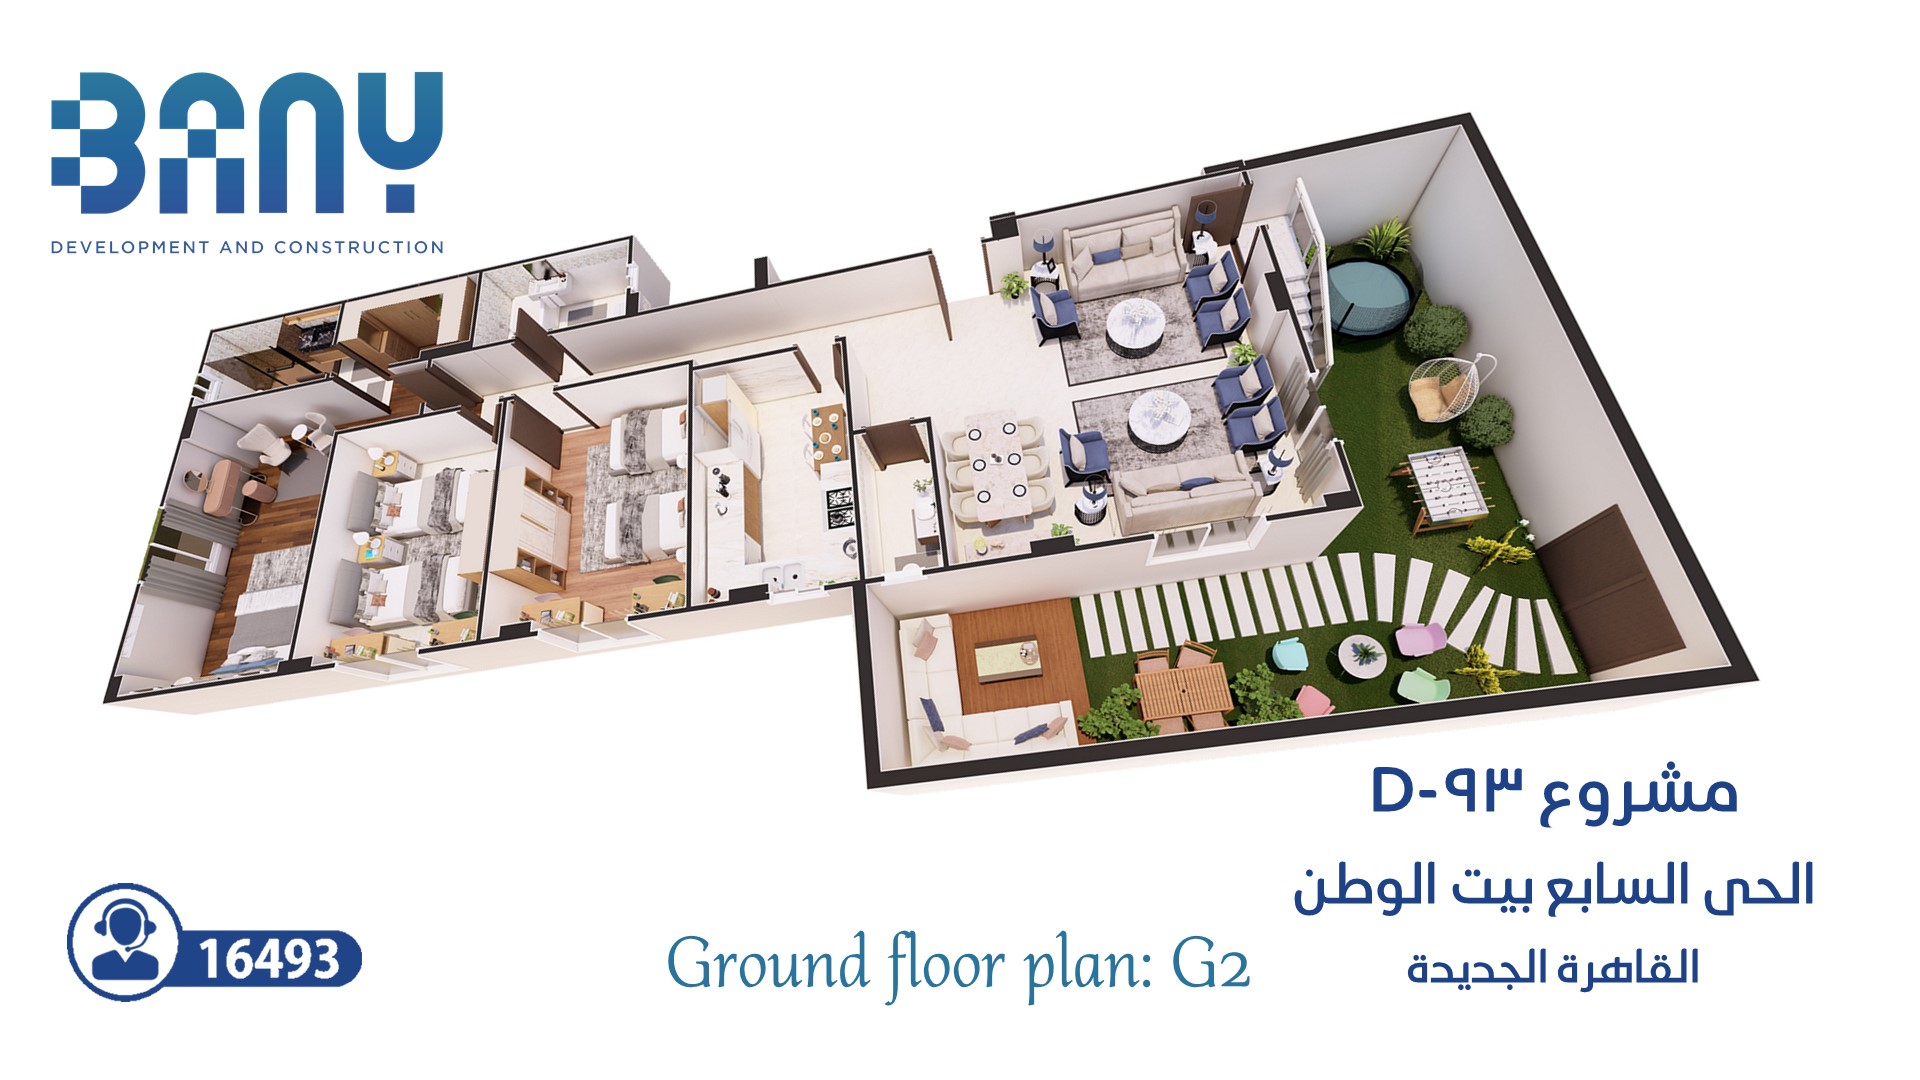 BANY
DEVELOPMENT AND CONSTRUCTION
مشروع D-٩٣
الحى السابع بيت الوطن
القاهرة الجديدة
Ground floor plan: G2
16493